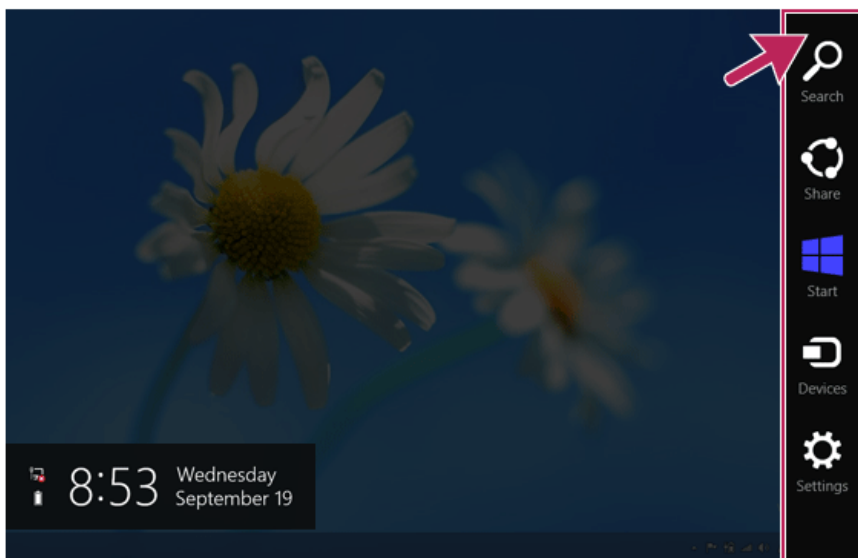 Search
Share
Start
Devices
Settings
8:53
Wednesday
September 19